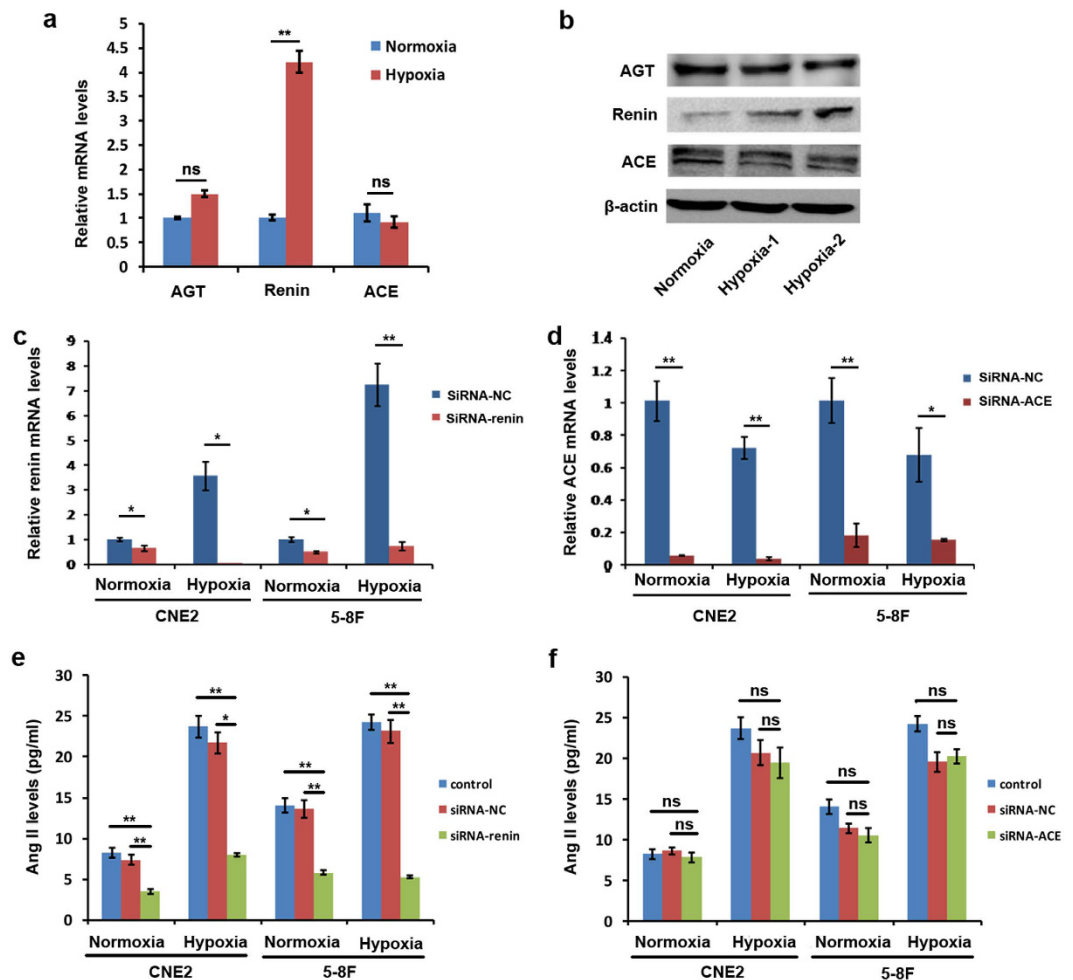 a
Relative mRNA levels
5
4.5
4
3.5
3
2.5
2
1.5
1
0.5
0
ns
**
ns
Normoxia
Hypoxia
AGT Renin ACE
b
AGT
Renin
ACE
β-actin
Normoxia
Hypoxia-1
Hypoxia-2
c
Relative renin mRNA levels
9
8
7
6
5
4
3
2
1
0
*
*
*
**
SiRNA-NC
SiRNA-renin
Normoxia Hypoxia Normoxia Hypoxia
CNE2 5-8F
d
Relative ACE mRNA levels
1.4
1.2
1
0.8
0.6
0.4
0.2
0
**
**
**
*
SiRNA-NC
SiRNA-ACE
Normoxia Hypoxia Normoxia Hypoxia
CNE2 5-8F
e
Ang II levels (pg/ml)
30
25
20
15
10
5
0
**
**
**
*
**
**
**
**
control
siRNA-NC
siRNA-renin
Normoxia Hypoxia Normoxia Hypoxia
CNE2 5-8F
f
Ang II levels (pg/ml)
30
25
20
15
10
5
0
ns
ns
ns
ns
ns
ns
ns
ns
control
siRNA-NC
siRNA-ACE
Normoxia Hypoxia Normoxia Hypoxia
CNE2 5-8F